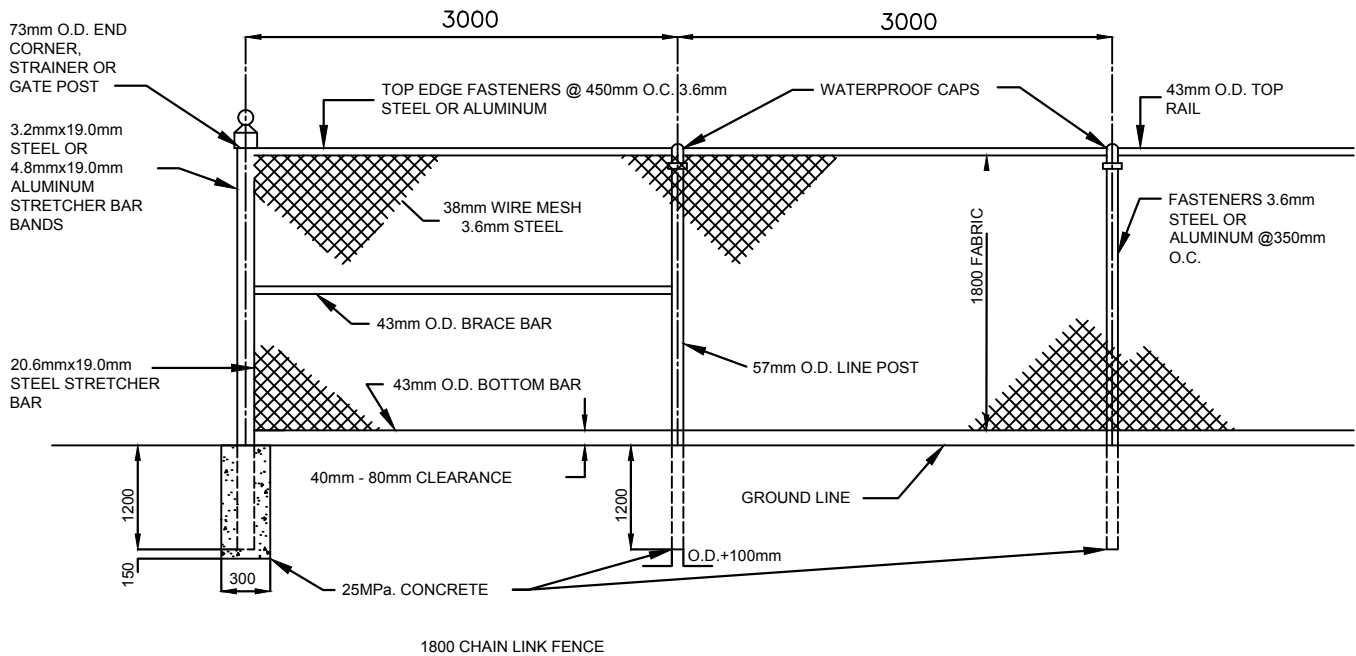 3000
3000
73mm O.D. END
CORNER,
STRAINER OR
GATE POST
TOP EDGE FASTENERS @ 450mm O.C. 3.6mm
STEEL OR ALUMINUM
WATERPROOF CAPS
43mm O.D. TOP
RAIL
3.2mmx19.0mm
STEEL OR
4.8mmx19.0mm
ALUMINUM
STRETCHER BAR
BANDS
38mm WIRE MESH
3.6mm STEEL
1800 FABRIC
FASTENERS 3.6mm
STEEL OR
ALUMINUM @350mm
O.C.
43mm O.D. BRACE BAR
20.6mmx19.0mm
STEEL STRETCHER
BAR
43mm O.D. BOTTOM BAR
57mm O.D. LINE POST
40mm - 80mm CLEARANCE
GROUND LINE
1200
150
300
1200
O.D.+100mm
25MPa. CONCRETE
1800 CHAIN LINK FENCE